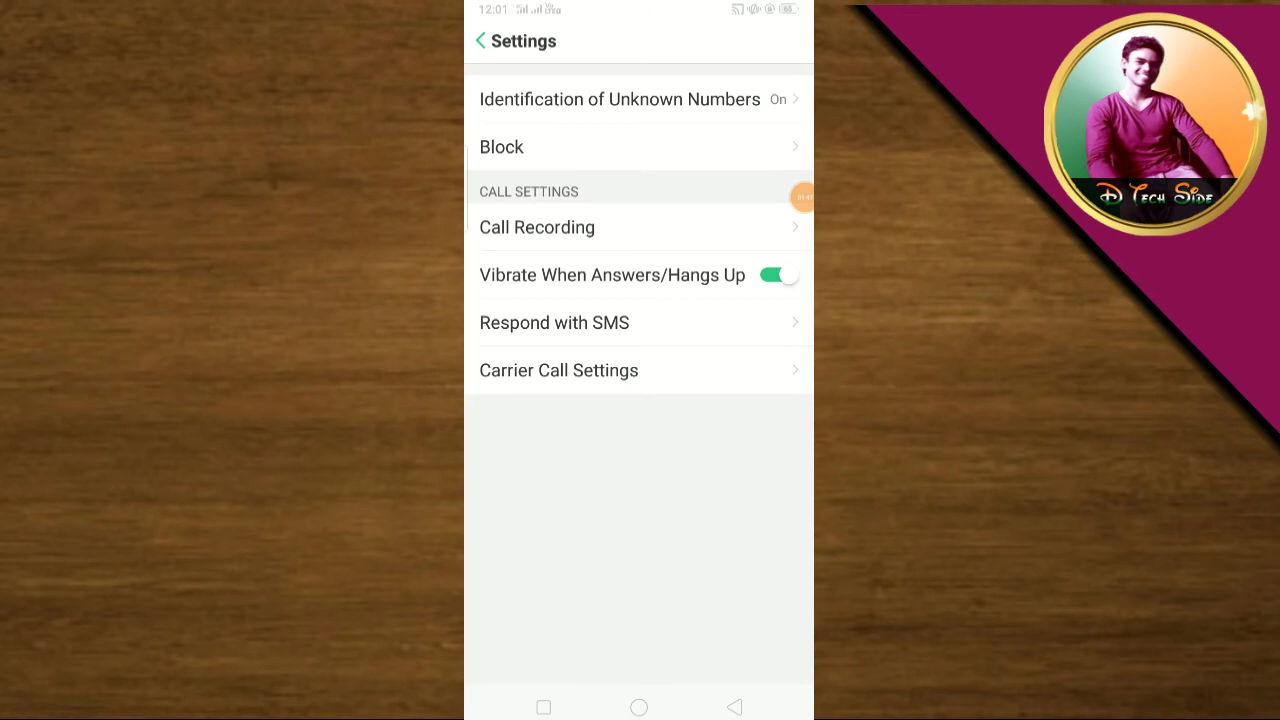 12:01
Settings
Identification of Unknown Numbers On
Block
CALL SETTINGS
Call Recording
Vibrate When Answers/Hangs Up
Respond with SMS
Carrier Call Settings
D Tech Side